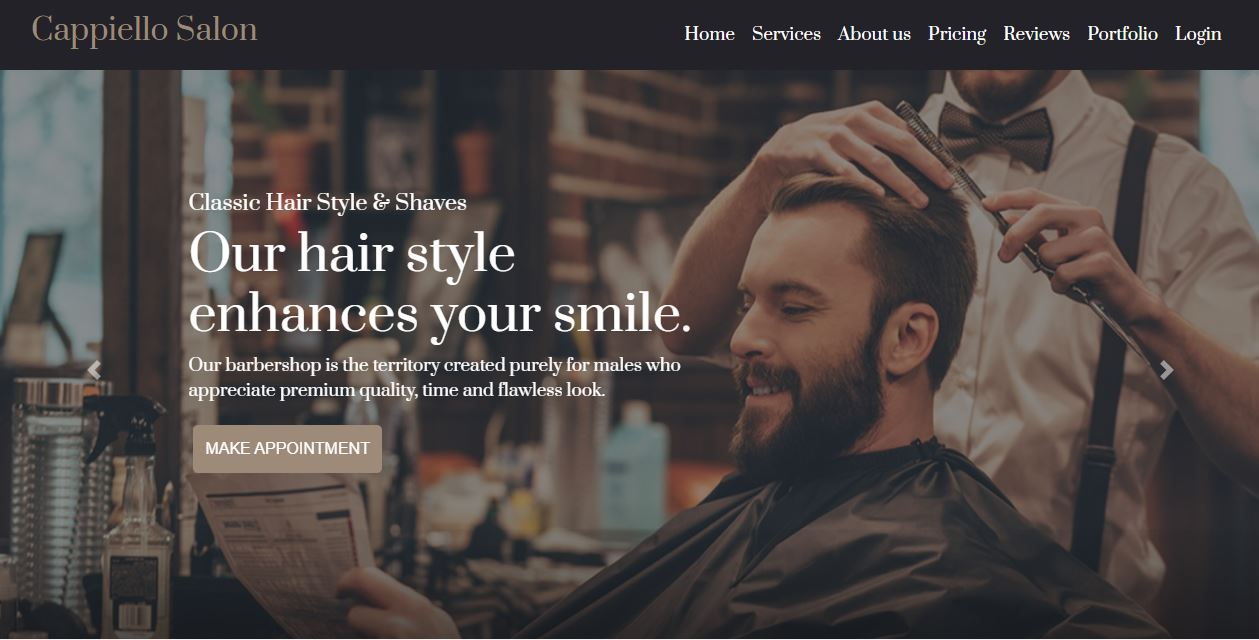 Cappiello Salon
Home Services About us Pricing Reviews Portfolio Login
Classic Hair Style & Shaves
Our hair style
enhances your smile.
Our barbershop is the territory created purely for males who
appreciate premium quality, time and flawless look.
MAKE APPOINTMENT